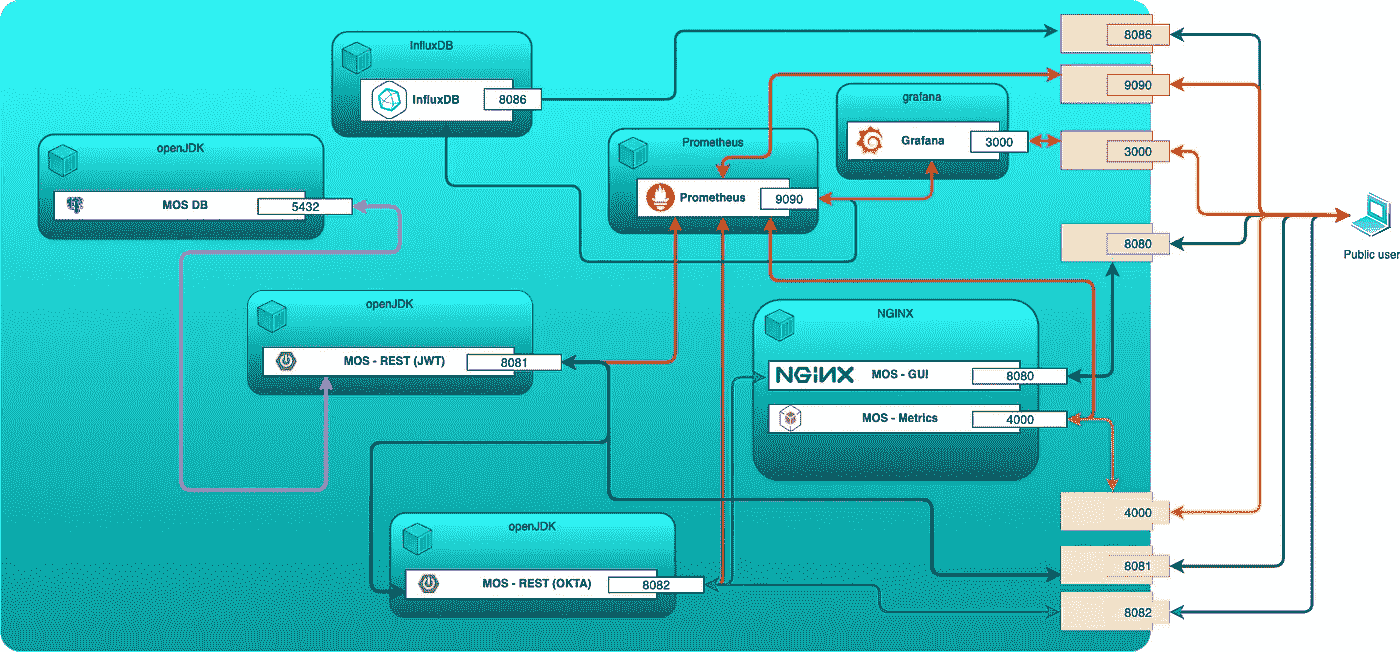 InfluxDB
InfluxDB
8086
8086
9090
grafana
Grafana
3000
3000
Prometheus
Prometheus
9090
openJDK
MOS DB
5432
8080
Public user
openJDK
MOS - REST (JWT)
8081
NGINX
NGINX
MOS - GUI
8080
MOS - Metrics
4000
4000
openJDK
MOS - REST (OKTA)
8082
8081
8082